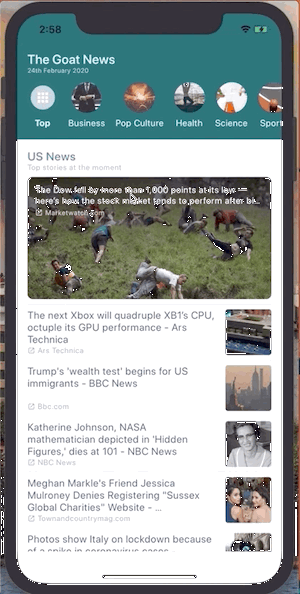 2:58
The Goat News
24th February 2020
Top Business Pop Culture Health Science Sport
US News
Top stories at the moment
The Dow fell by more than 1,000 points at its low —
here's how the stock market tends to perform after bi...
Marketwatch.com
The next Xbox will quadruple XB1's CPU,
octuple its GPU performance - Ars
Technica
Ars Technica
Trump's 'wealth test' begins for US
immigrants - BBC News
Bbc.com
Katherine Johnson, NASA
mathematician depicted in 'Hidden
Figures,' dies at 101 - NBC News
NBC News
Meghan Markle's Friend Jessica
Mulroney Denies Registering "Sussex
Global Charities" Website - ...
Townandcountrymag.com
Photos show Italy on lockdown because
of a spike in coronavirus cases -